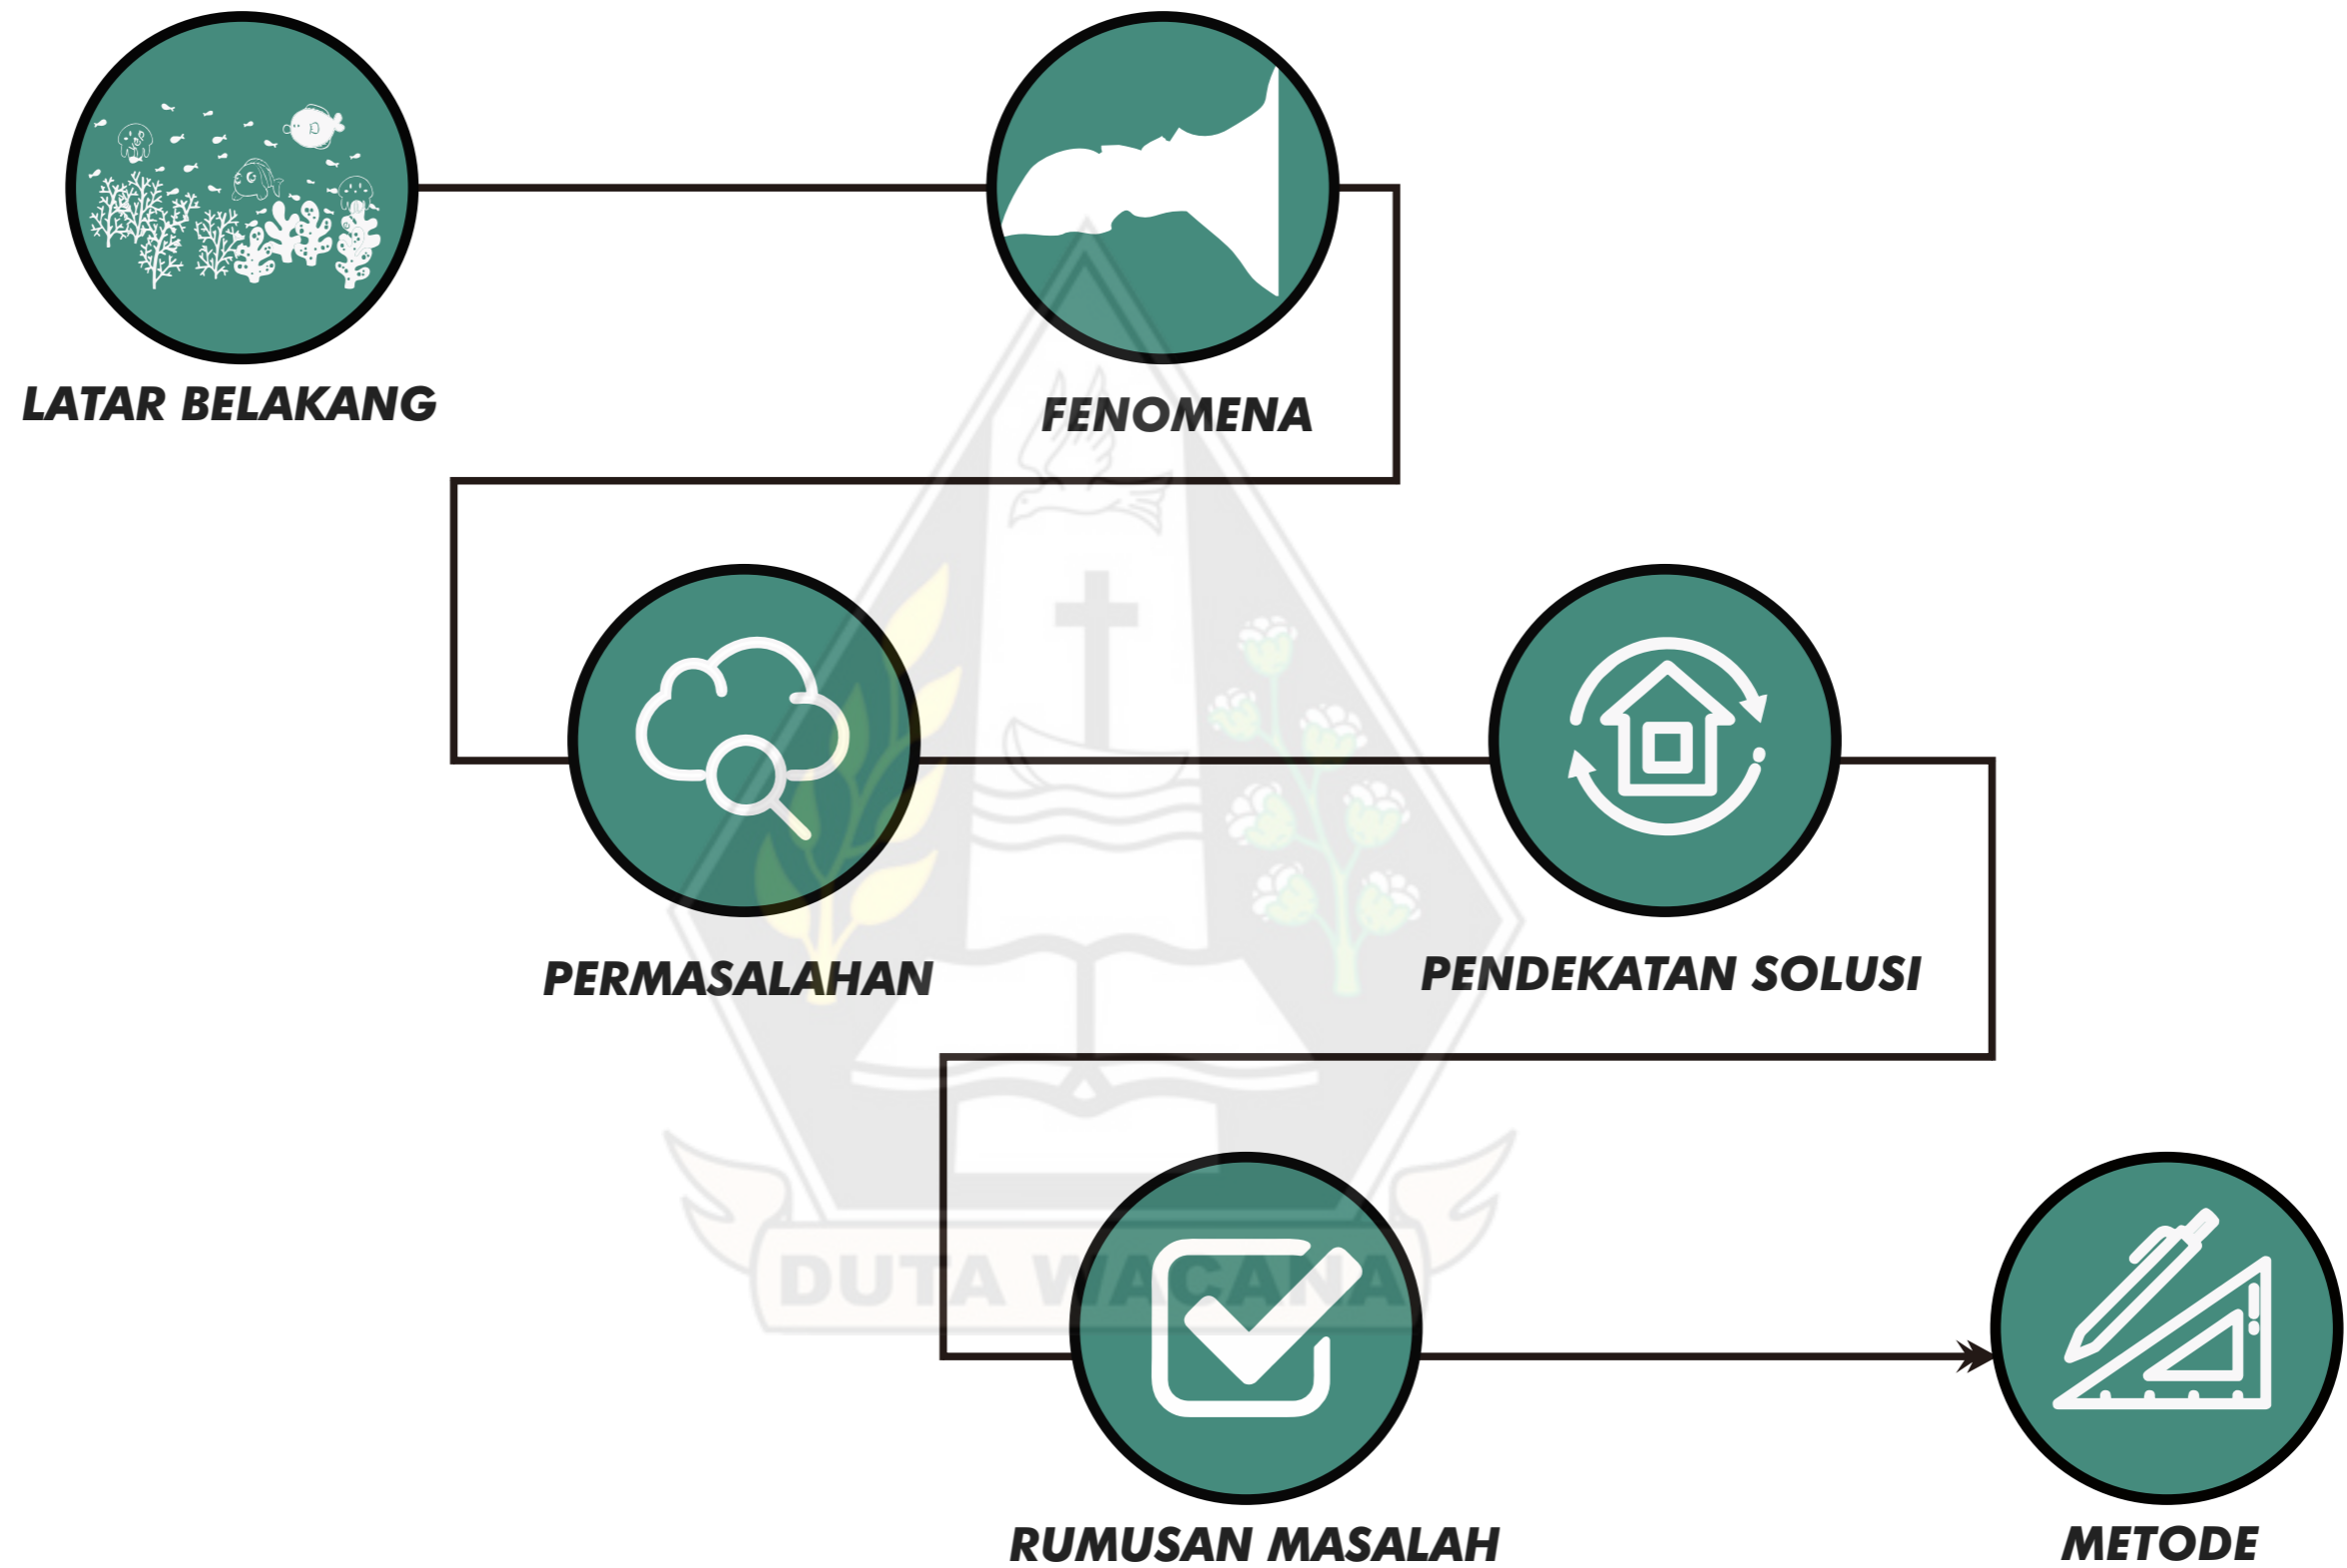 LATAR BELAKANG
FENOMENA
PERMASALAHAN
PENDEKATAN SOLUSI
DUTA WACANA
RUMUSAN MASALAH
METODE